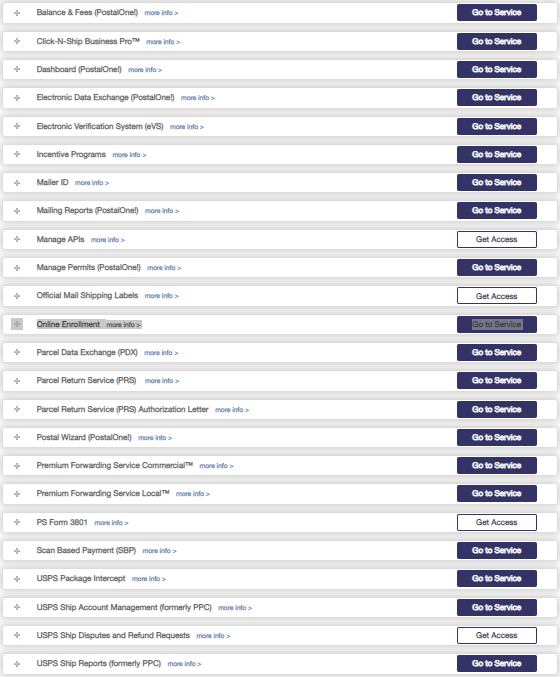 Balance & Fees (PostalOne!) more info > Go to Service
Click-N-Ship Business Pro™ more info > Go to Service
Dashboard (PostalOne!) more info > Go to Service
Electronic Data Exchange (PostalOne!) more info > Go to Service
Electronic Verification System (eVS) more info > Go to Service
Incentive Programs more info > Go to Service
Mailer ID more info > Go to Service
Mailing Reports (PostalOne!) more info > Go to Service
Manage APIs more info > Get Access
Manage Permits (PostalOne!) more info > Go to Service
Official Mail Shipping Labels more info > Get Access
Online Enrollment more info > Go to Service
Parcel Data Exchange (PDX) more info > Go to Service
Parcel Return Service (PRS) more info > Go to Service
Parcel Return Service (PRS) Authorization Letter more info > Go to Service
Postal Wizard (PostalOne!) more info > Go to Service
Premium Forwarding Service Commercial™ more info > Go to Service
Premium Forwarding Service Local™ more info > Go to Service
PS Form 3801 more info > Get Access
Scan Based Payment (SBP) more info > Go to Service
USPS Package Intercept more info > Go to Service
USPS Ship Account Management (formerly PPC) more info > Go to Service
USPS Ship Disputes and Refund Requests more info > Get Access
USPS Ship Reports (formerly PPC) more info > Go to Service